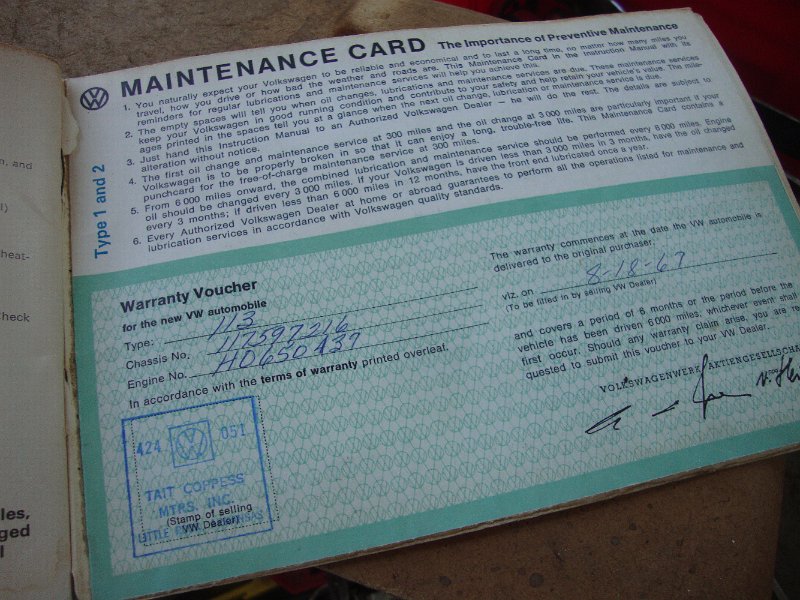 MAINTENANCE CARD The Importance of Preventive Maintenance
1. You naturally expect your Volkswagen to be reliable and economical and to last a long time, no matter how many miles you
travel, how you drive or how bad the weather and roads are. This Maintenance Card in the Instruction Manual with its
reminders for regular lubrications and maintenance services will help you achieve this.
2. The empty spaces will tell you when oil changes, lubrications and maintenance services are due. These maintenance services
keep your Volkswagen in good running condition and contribute to your safety and help retain your vehicle's value. The mile-
ages printed in the spaces tell you at a glance when the next oil change, lubrication or maintenance service is due.
3. Just hand this Instruction Manual to an Authorized Volkswagen Dealer – he will do the rest. The details are subject to
alteration without notice.
4. The first oil change and maintenance service at 300 miles and the oil change at 3 000 miles are particularly important if your
Volkswagen is to be properly broken in so that it can enjoy a long, trouble-free life. This Maintenance Card contains a
punchcard for the free-of-charge maintenance service at 300 miles.
5. From 6 000 miles onward, the combined lubrication and maintenance service should be performed every 6 000 miles. Engine
oil should be changed every 3 000 miles. If your Volkswagen is driven less than 3 000 miles in 3 months, have the oil changed
every 3 months; if driven less than 6 000 miles in 12 months, have the front end lubricated once a year.
6. Every Authorized Volkswagen Dealer at home or abroad guarantees to perform all the operations listed for maintenance and
lubrication services in accordance with Volkswagen quality standards.
Type 1 and 2
Warranty Voucher
for the new VW automobile
Type: 113
Chassis No. 117597216
Engine No. H0650437
In accordance with the terms of warranty printed overleaf.
424 051
TAIT COPPESS
MTRS. INC.
(Stamp of selling
VW Dealer)
LITTLE ROCK, ARKANSAS
The warranty commences at the date the VW automobile is
delivered to the original purchaser;
viz. on 8-18-67
(To be filled in by selling VW Dealer)
and covers a period of 6 months or the period before the
vehicle has been driven 6 000 miles, whichever event shall
first occur. Should any warranty claim arise, you are re
quested to submit this voucher to your VW Dealer.
VOLKSWAGENWERK AKTIENGESELLSCHA
n, and
l)
heat-
Check
les,
ged
l